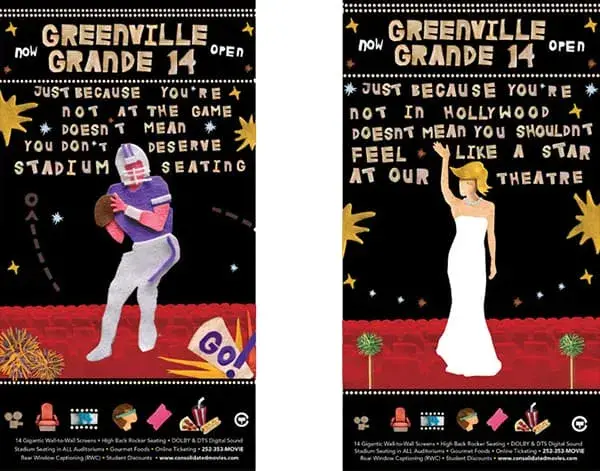 NOW GREENVILLE GRANDE 14 OPEN
JUST BECAUSE YOU'RE
NOT AT THE GAME
DOESN'T MEAN
YOU DON'T DESERVE
STADIUM SEATING
GO!
14 Gigantic Wall-to-Wall Screens • High Back Rocker Seating • DOLBY & DTS Digital Sound
Stadium Seating in ALL Auditoriums • Gourmet Foods • Online Ticketing • 252-353-MOVIE
Rear Window Captioning (RWC) • Student Discounts • www.consolidatedmovies.com
NOW GREENVILLE GRANDE 14 OPEN
JUST BECAUSE YOU'RE
NOT IN HOLLYWOOD
DOESNT MEAN YOU SHOULDN'T
FEEL LIKE A STAR
AT OUR THEATRE
14 Gigantic Wall-to-Wall Screens • High Back Rocker Seating • DOLBY & DTS Digital Sound
Stadium Seating in ALL Auditoriums • Gourmet Foods • Online Ticketing • 252-353-MOVIE
Rear Window Captioning (RWC) • Student Discounts • www.consolidatedmovies.com